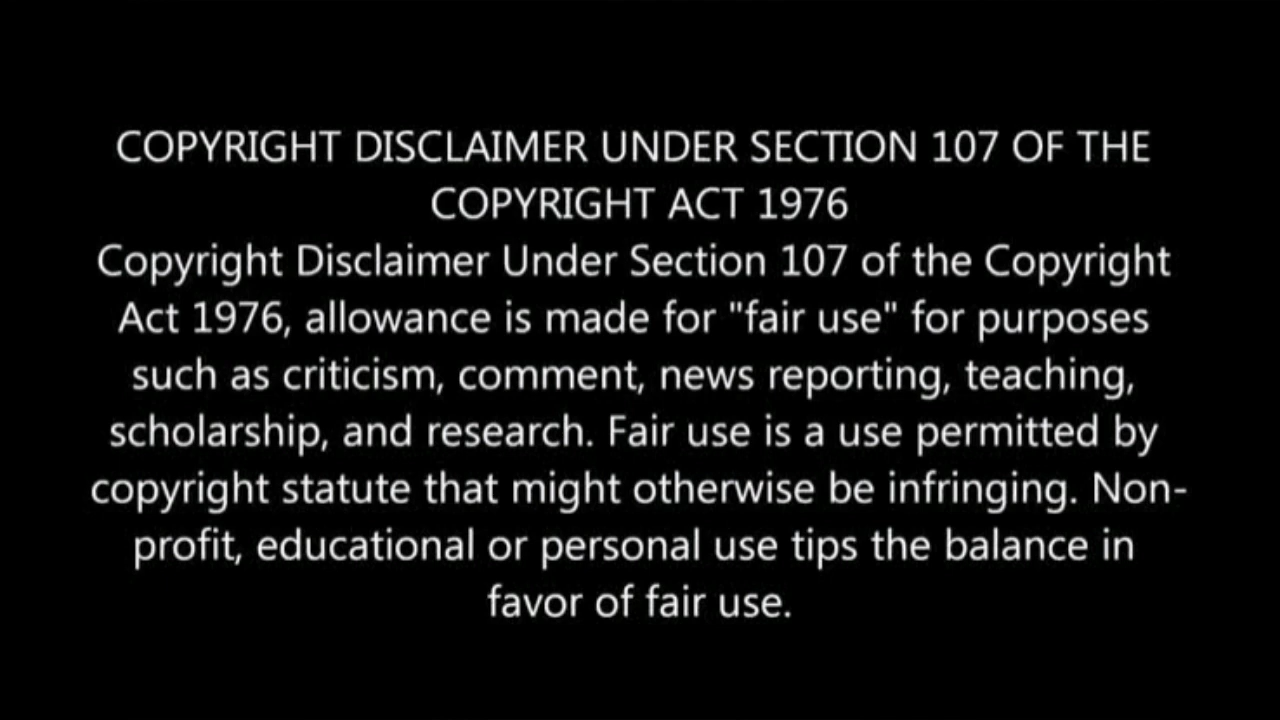 COPYRIGHT DISCLAIMER UNDER SECTION 107 OF THE
COPYRIGHT ACT 1976
Copyright Disclaimer Under Section 107 of the Copyright
Act 1976, allowance is made for "fair use" for purposes
such as criticism, comment, news reporting, teaching,
scholarship, and research. Fair use is a use permitted by
copyright statute that might otherwise be infringing. Non-
profit, educational or personal use tips the balance in
favor of fair use.